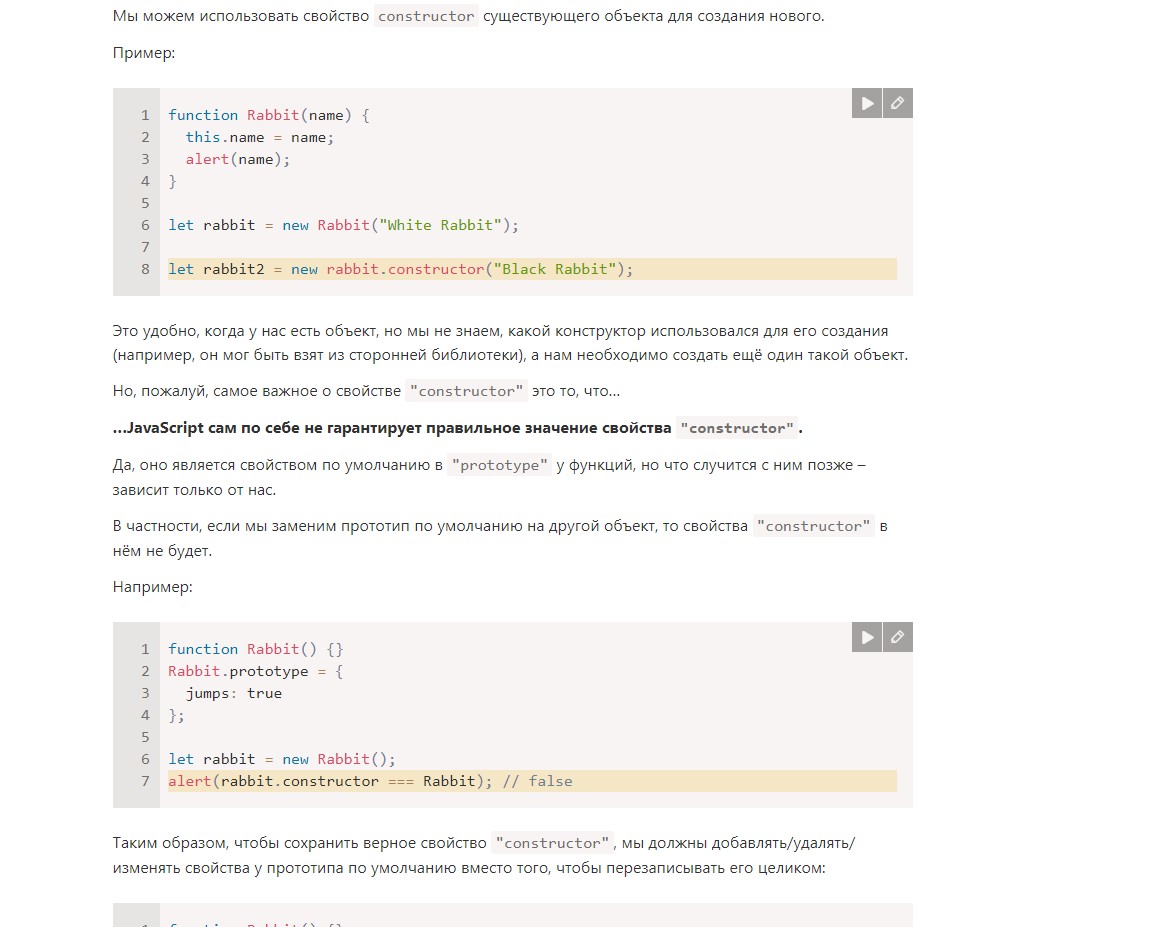 Мы можем использовать свойство constructor существующего объекта для создания нового.
Пример:
1 function Rabbit(name) {
2   this.name = name;
3   alert(name);
4 }
5
6 let rabbit = new Rabbit("White Rabbit");
7
8 let rabbit2 = new rabbit.constructor("Black Rabbit");
Это удобно, когда у нас есть объект, но мы не знаем, какой конструктор использовался для его создания
(например, он мог быть взят из сторонней библиотеки), а нам необходимо создать ещё один такой объект.
Но, пожалуй, самое важное о свойстве "constructor" это то, что…
…JavaScript сам по себе не гарантирует правильное значение свойства "constructor".
Да, оно является свойством по умолчанию в "prototype" у функций, но что случится с ним позже –
зависит только от нас.
В частности, если мы заменим прототип по умолчанию на другой объект, то свойства "constructor" в
нём не будет.
Например:
1 function Rabbit() {}
2 Rabbit.prototype = {
3   jumps: true
4 };
5
6 let rabbit = new Rabbit();
7 alert(rabbit.constructor === Rabbit); // false
Таким образом, чтобы сохранить верное свойство "constructor", мы должны добавлять/удалять/
изменять свойства у прототипа по умолчанию вместо того, чтобы перезаписывать его целиком: